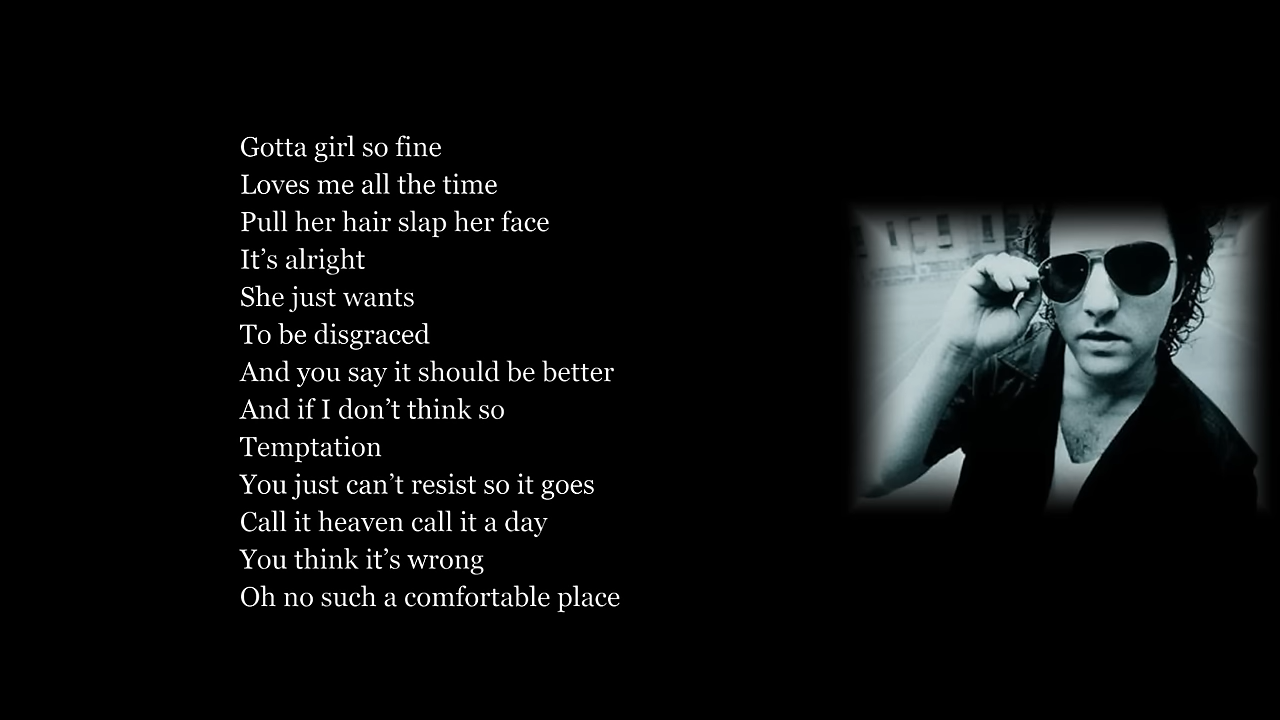 Gotta girl so fine
Loves me all the time
Pull her hair slap her face
It’s alright
She just wants
To be disgraced
And you say it should be better
And if I don’t think so
Temptation
You just can’t resist so it goes
Call it heaven call it a day
You think it’s wrong
Oh no such a comfortable place